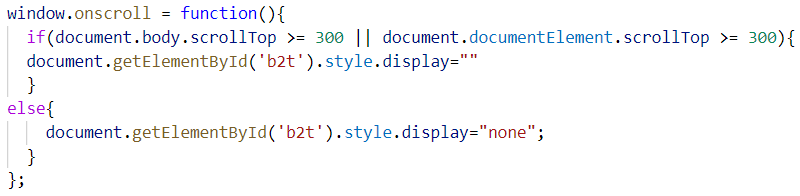 window.onscroll = function(){
if(document.body.scrollTop >= 300 || document.documentElement.scrollTop >= 300){
document.getElementById('b2t').style.display=""
}
else{
document.getElementById('b2t').style.display="none";
}
};